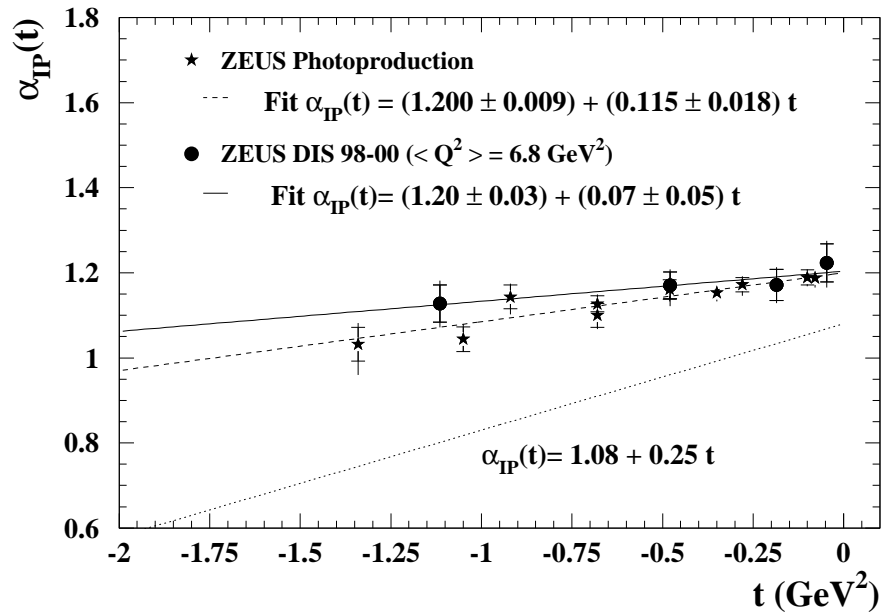 α_IP(t)
1.8
1.6
1.4
1.2
1
0.8
0.6
ZEUS Photoproduction
Fit α_IP(t) = (1.200 ± 0.009) + (0.115 ± 0.018) t
ZEUS DIS 98-00 (< Q² > = 6.8 GeV²)
Fit α_IP(t)= (1.20 ± 0.03) + (0.07 ± 0.05) t
α_IP(t)= 1.08 + 0.25 t
-2 -1.75 -1.5 -1.25 -1 -0.75 -0.5 -0.25 0
t (GeV²)